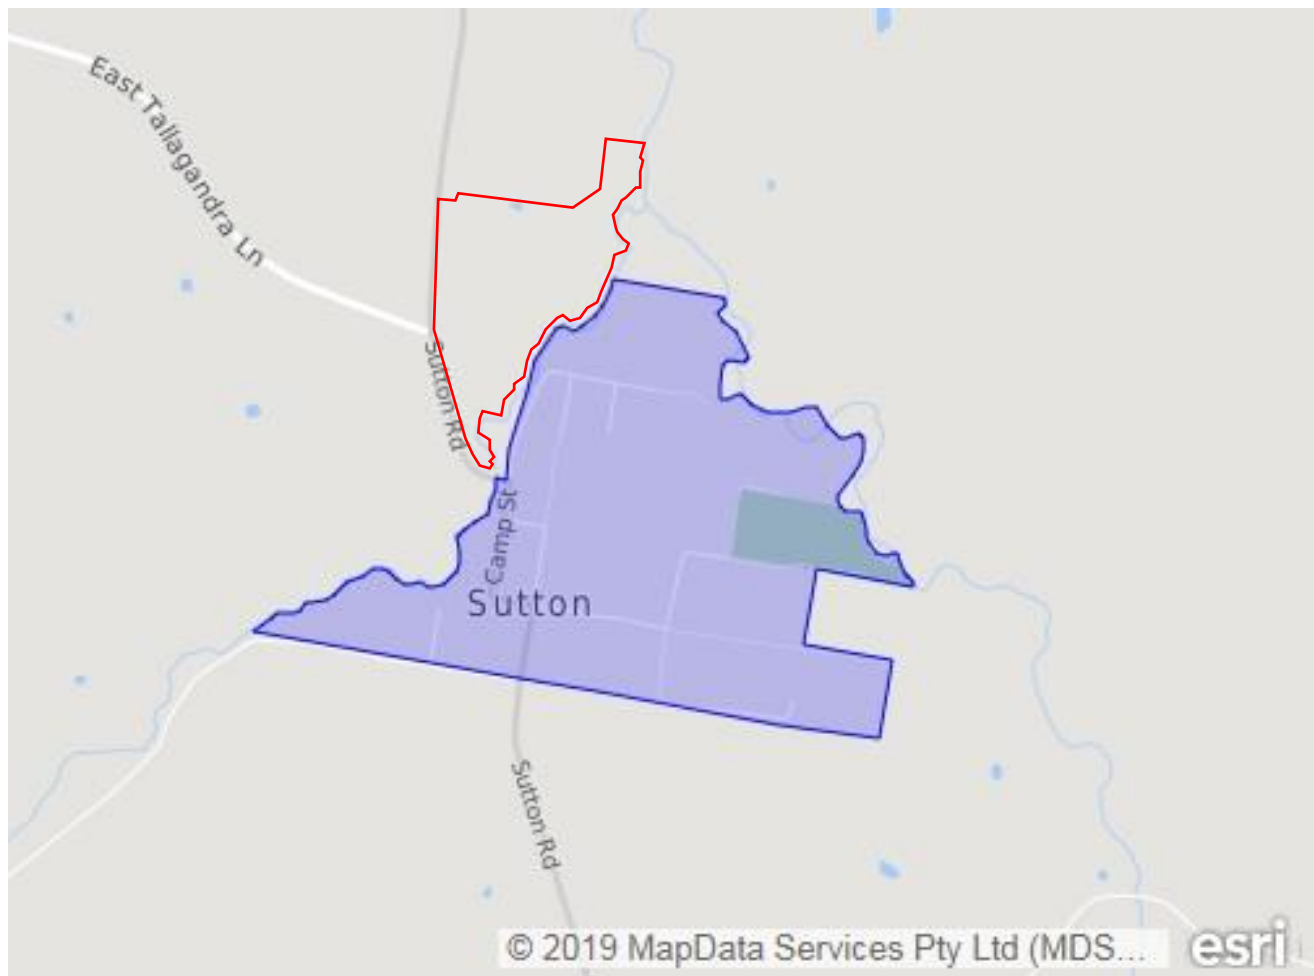 East Tallagandra Ln
Sutton Rd
Camp St
Sutton
Sutton Rd
© 2019 MapData Services Pty Ltd (MDS...
esri